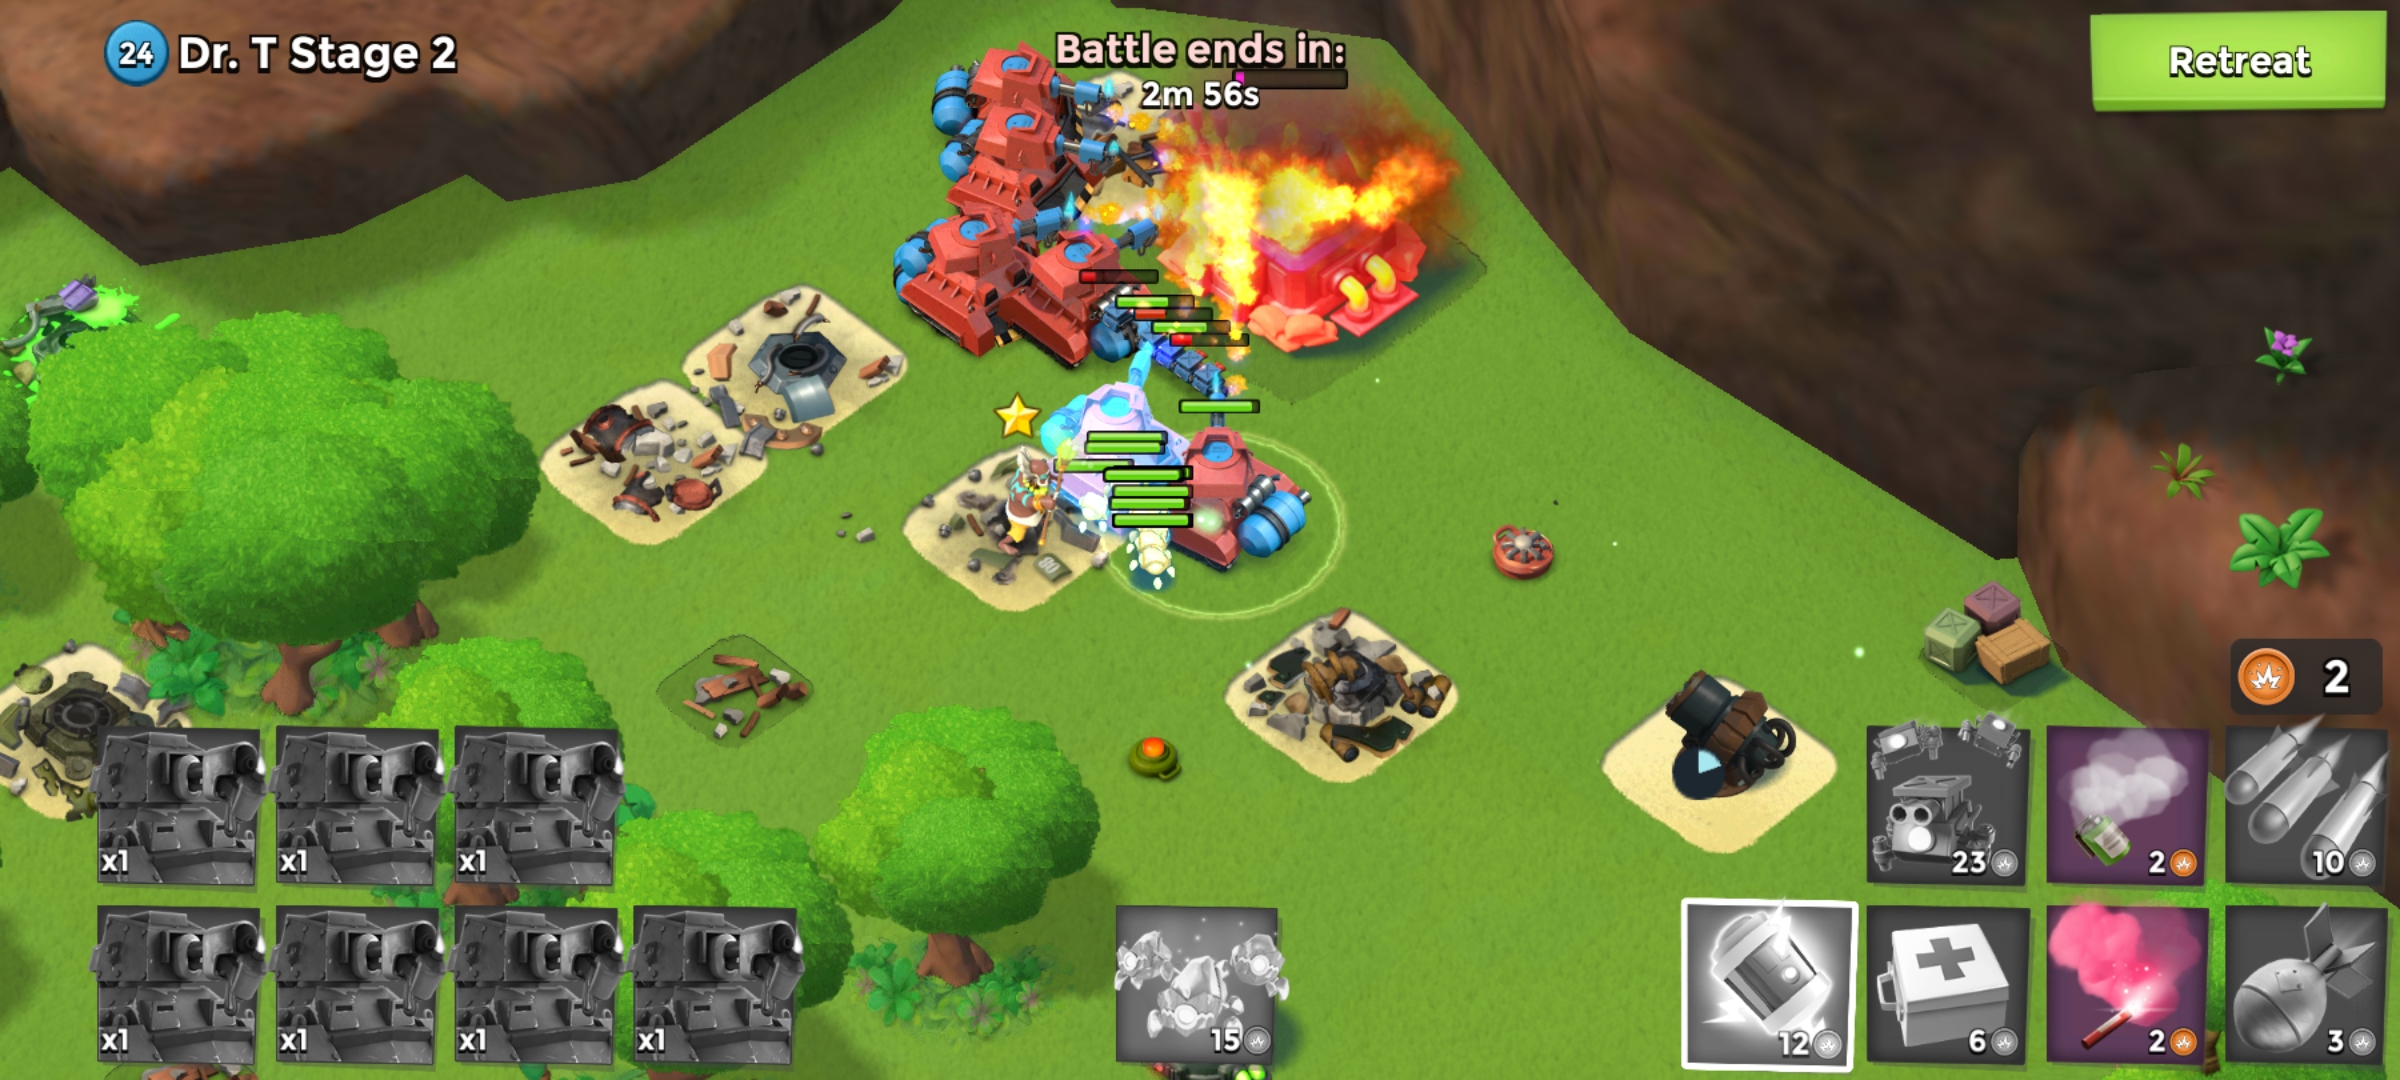 24 Dr. T Stage 2
Battle ends in:
2m 56s
Retreat
2
x1 x1 x1
23 2 10
x1 x1 x1 x1
15 12 6 2 3
80